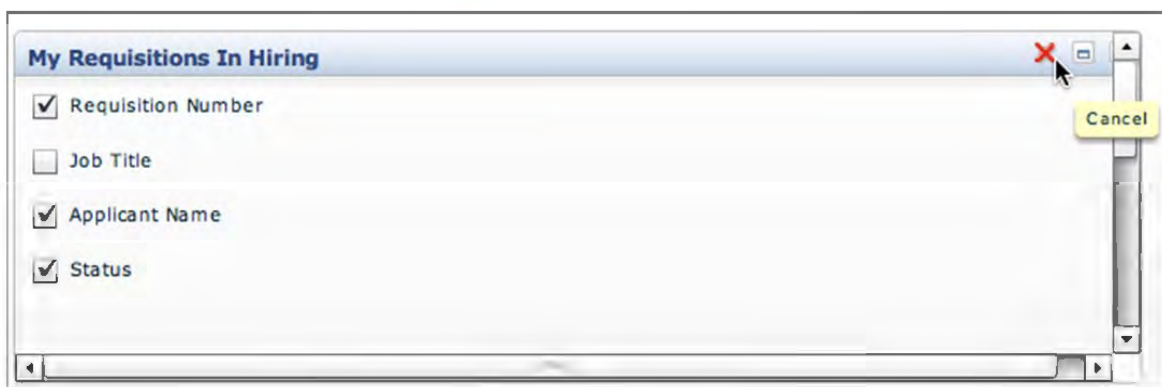 My Requisitions In Hiring
Requisition Number
Cancel
Job Title
Applicant Name
Status